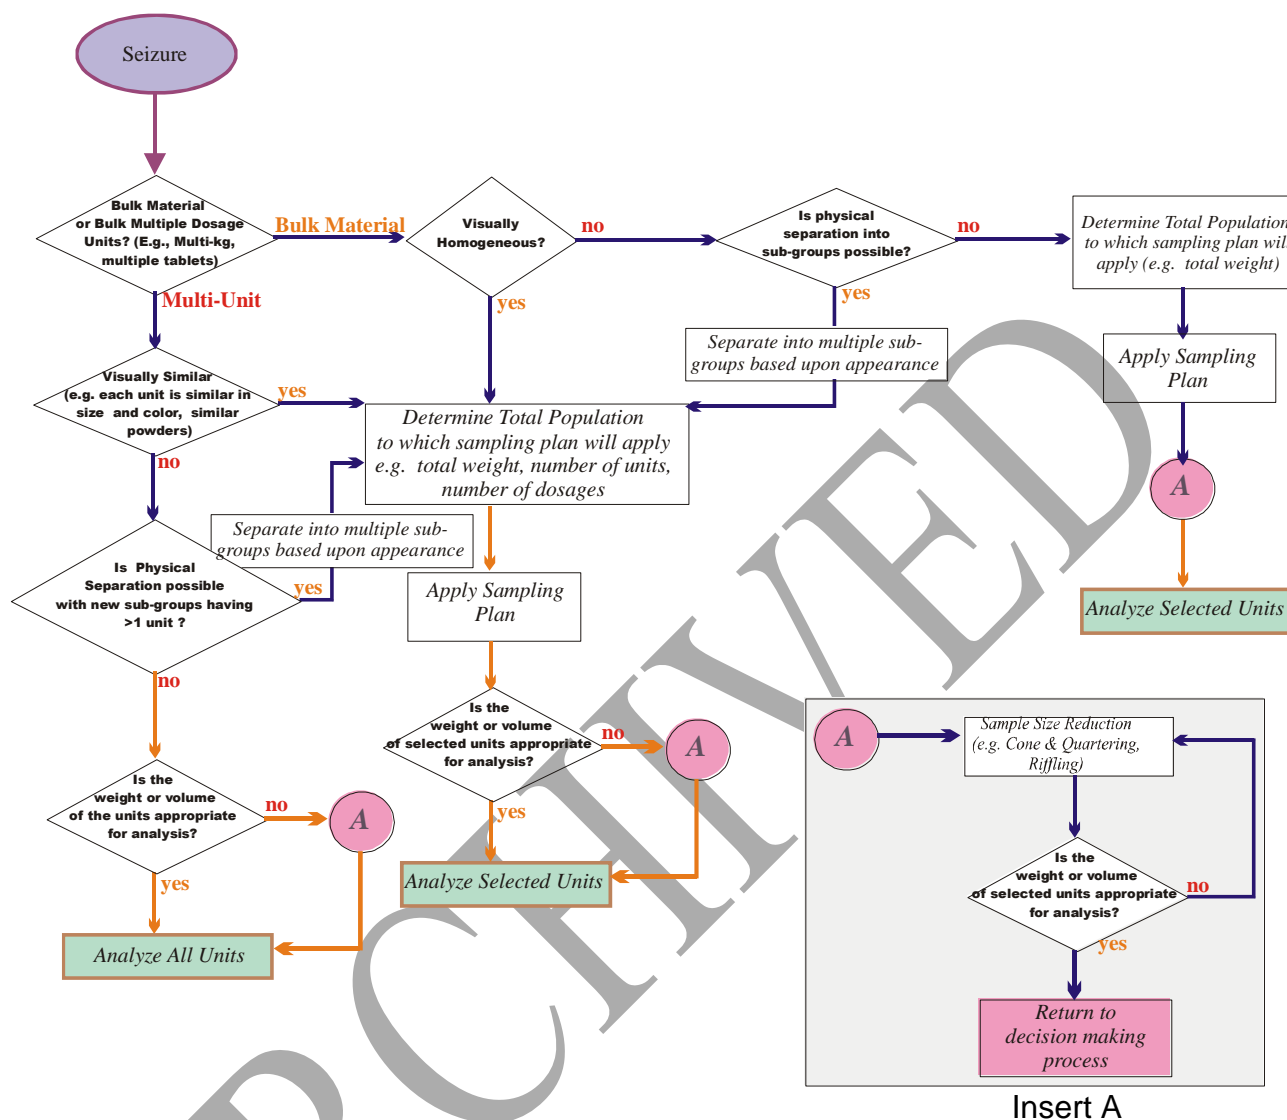 Seizure
Bulk Material
or Bulk Multiple Dosage
Units? (E.g., Multi-kg,
multiple tablets)
Bulk Material
Visually
Homogeneous?
no
Is physical
separation into
sub-groups possible?
no
Determine Total Population
to which sampling plan will
apply (e.g. total weight)
Multi-Unit
yes
yes
Separate into multiple sub-
groups based upon appearance
Apply Sampling
Plan
Visually Similar
(e.g. each unit is similar in
size and color, similar
powders)
yes
Determine Total Population
to which sampling plan will apply
e.g. total weight, number of units,
number of dosages
no
A
Separate into multiple sub-
groups based upon appearance
Is Physical
Separation possible
with new sub-groups having
>1 unit ?
yes
Apply Sampling
Plan
Analyze Selected Units
no
Is the
weight or volume
of selected units appropriate
for analysis?
no
A
yes
Is the
weight or volume
of the units appropriate
for analysis?
no
A
yes
Analyze Selected Units
Analyze All Units
A
Sample Size Reduction
(e.g. Cone & Quartering,
Riffling)
Is the
weight or volume
of selected units appropriate
for analysis?
no
yes
Return to
decision making
process
Insert A
RCHIVED